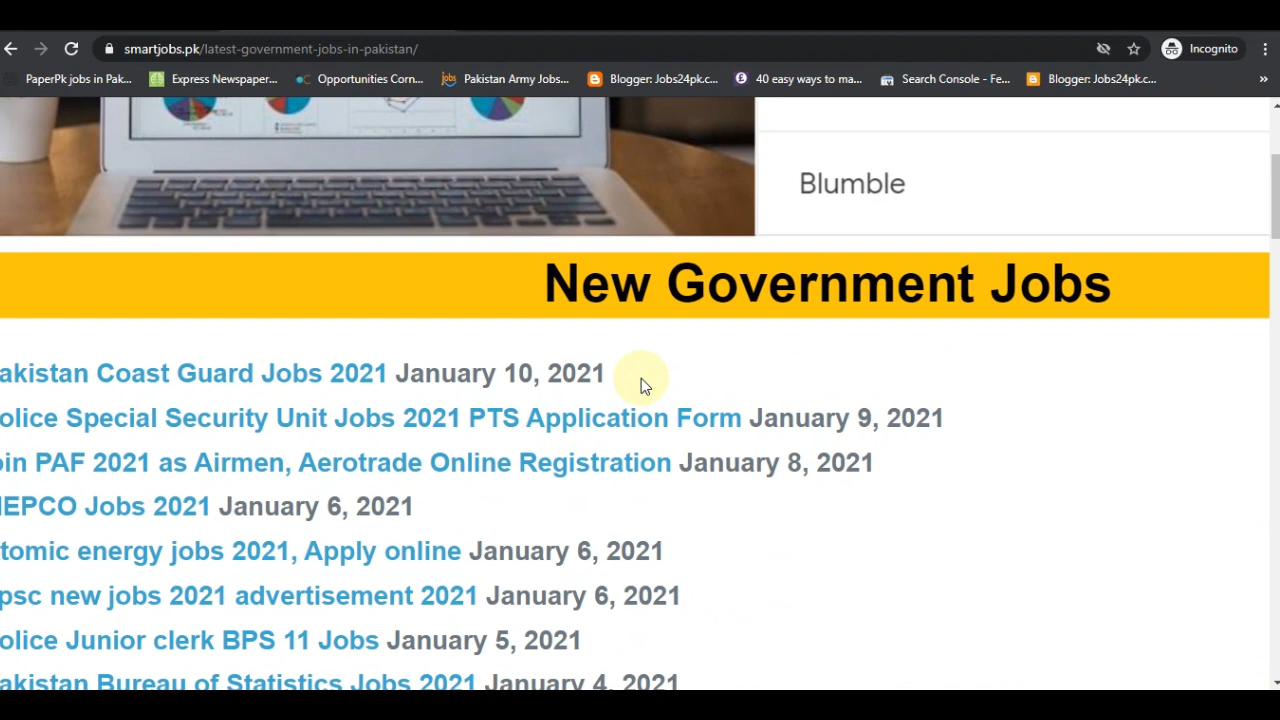 smartjobs.pk/latest-government-jobs-in-pakistan/
Incognito
PaperPk jobs in Pak...
Express Newspaper...
Opportunities Corn...
jobs
Pakistan Army Jobs...
Blogger: Jobs24pk.c...
40 easy ways to ma...
Search Console - Fe...
Blogger: Jobs24pk.c...
»
Blumble
New Government Jobs
akistan Coast Guard Jobs 2021 January 10, 2021
olice Special Security Unit Jobs 2021 PTS Application Form January 9, 2021
oin PAF 2021 as Airmen, Aerotrade Online Registration January 8, 2021
EPCO Jobs 2021 January 6, 2021
tomic energy jobs 2021, Apply online January 6, 2021
psc new jobs 2021 advertisement 2021 January 6, 2021
olice Junior clerk BPS 11 Jobs January 5, 2021
akistan Bureau of Statistics Jobs 2021 January 4, 2021